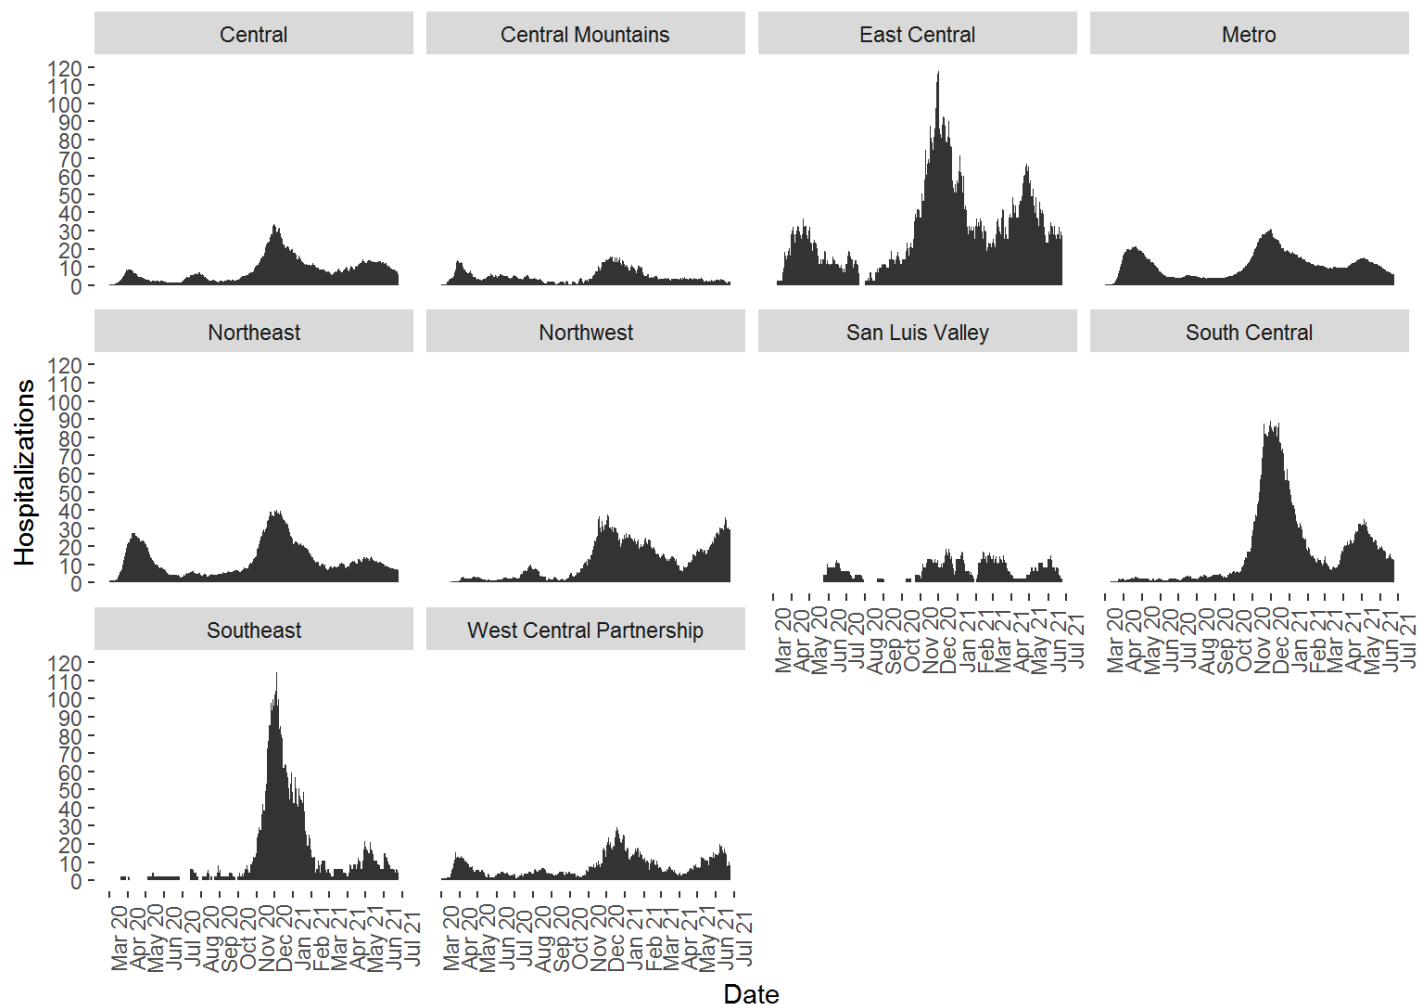 Central
Central Mountains
East Central
Metro
120
110
100
90
80
70
60
50
40
30
20
10
0
Northeast
Northwest
San Luis Valley
South Central
120
110
100
90
80
70
60
50
40
30
20
10
0
Mar 20
Apr 20
May 20
Jun 20
Jul 20
Aug 20
Sep 20
Oct 20
Nov 20
Dec 20
Jan 21
Feb 21
Mar 21
Apr 21
May 21
Jun 21
Jul 21
Mar 20
Apr 20
May 20
Jun 20
Jul 20
Aug 20
Sep 20
Oct 20
Nov 20
Dec 20
Jan 21
Feb 21
Mar 21
Apr 21
May 21
Jun 21
Jul 21
Southeast
West Central Partnership
120
110
100
90
80
70
60
50
40
30
20
10
0
Mar 20
Apr 20
May 20
Jun 20
Jul 20
Aug 20
Sep 20
Oct 20
Nov 20
Dec 20
Jan 21
Feb 21
Mar 21
Apr 21
May 21
Jun 21
Jul 21
Mar 20
Apr 20
May 20
Jun 20
Jul 20
Aug 20
Sep 20
Oct 20
Nov 20
Dec 20
Jan 21
Feb 21
Mar 21
Apr 21
May 21
Jun 21
Jul 21
Hospitalizations
Date